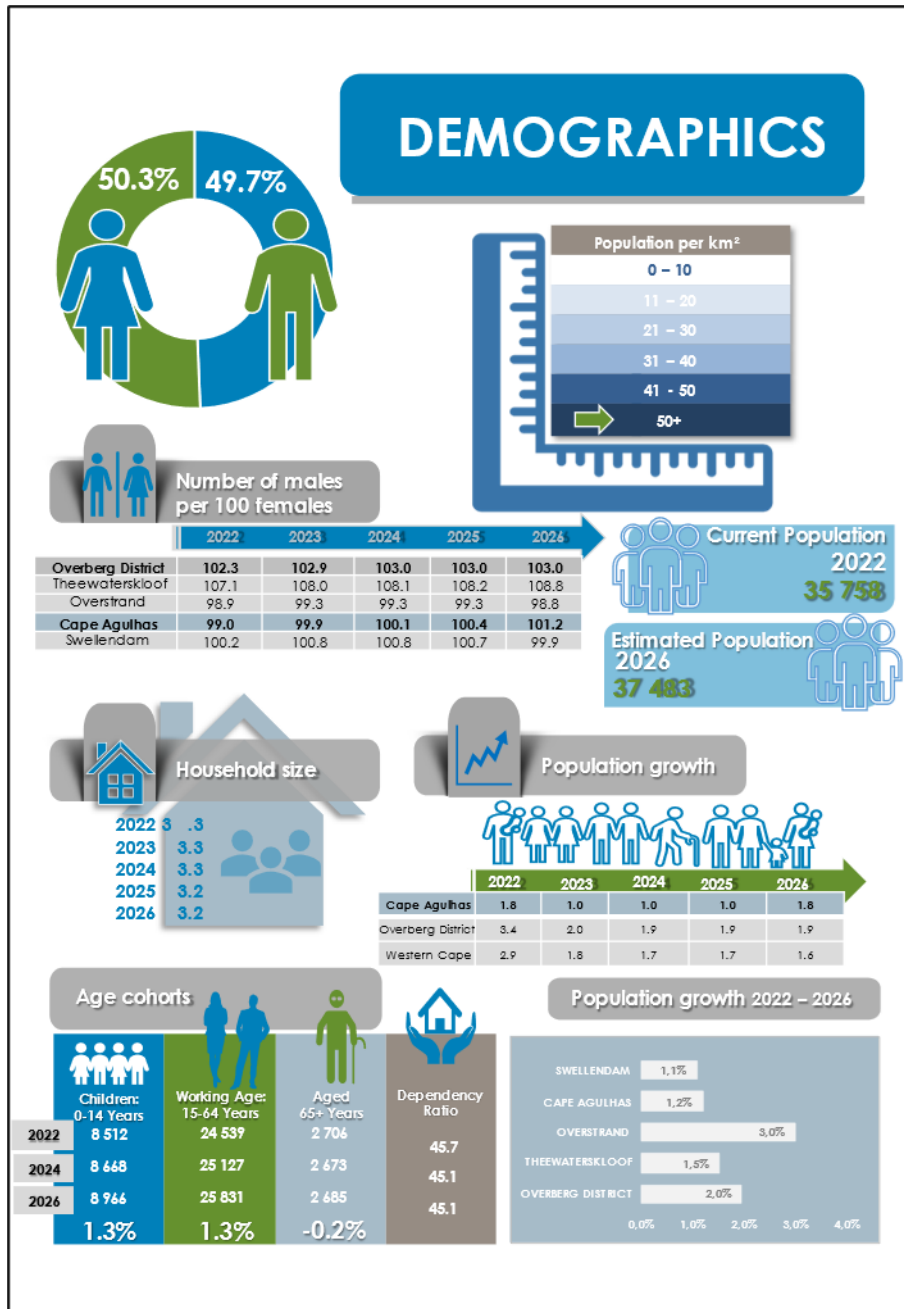 DEMOGRAPHICS
50.3% 49.7%
Population per km²
0 – 10
11 – 20
21 – 30
31 – 40
41 - 50
50+
Number of males
per 100 females
2022 2023 2024 2025 2026
Overberg District 102.3 102.9 103.0 103.0 103.0
Theewaterskloof 107.1 108.0 108.1 108.2 108.8
Overstrand 98.9 99.3 99.3 99.3 98.8
Cape Agulhas 99.0 99.9 100.1 100.4 101.2
Swellendam 100.2 100.8 100.8 100.7 99.9
Current Population
2022
35 758
Estimated Population
2026
37 483
Household size
2022 3 .3
2023 3.3
2024 3.3
2025 3.2
2026 3.2
Population growth
2022 2023 2024 2025 2026
Cape Agulhas 1.8 1.0 1.0 1.0 1.8
Overberg District 3.4 2.0 1.9 1.9 1.9
Western Cape 2.9 1.8 1.7 1.7 1.6
Age cohorts
Children: Working Age: Aged Dependency
0-14 Years 15-64 Years 65+ Years Ratio
2022 8 512 24 539 2 706 45.7
2024 8 668 25 127 2 673 45.1
2026 8 966 25 831 2 685 45.1
1.3% 1.3% -0.2%
Population growth 2022 – 2026
SWELLENDAM 1,1%
CAPE AGULHAS 1,2%
OVERSTRAND 3,0%
THEEWATERSKLOOF 1,5%
OVERBERG DISTRICT 2,0%
0,0% 1,0% 2,0% 3,0% 4,0%